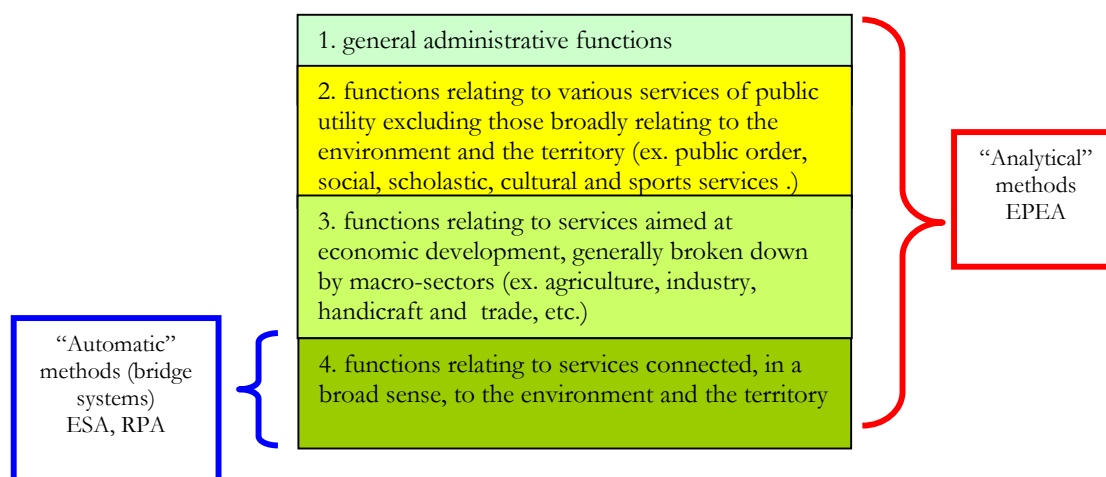 1. general administrative functions
2. functions relating to various services of public
utility excluding those broadly relating to the
environment and the territory (ex. public order,
social, scholastic, cultural and sports services .)
3. functions relating to services aimed at
economic development, generally broken down
by macro-sectors (ex. agriculture, industry,
handicraft and  trade, etc.)
4. functions relating to services connected, in a
broad sense, to the environment and the territory
“Automatic”
methods (bridge
systems)
ESA, RPA
“Analytical”
methods
EPEA